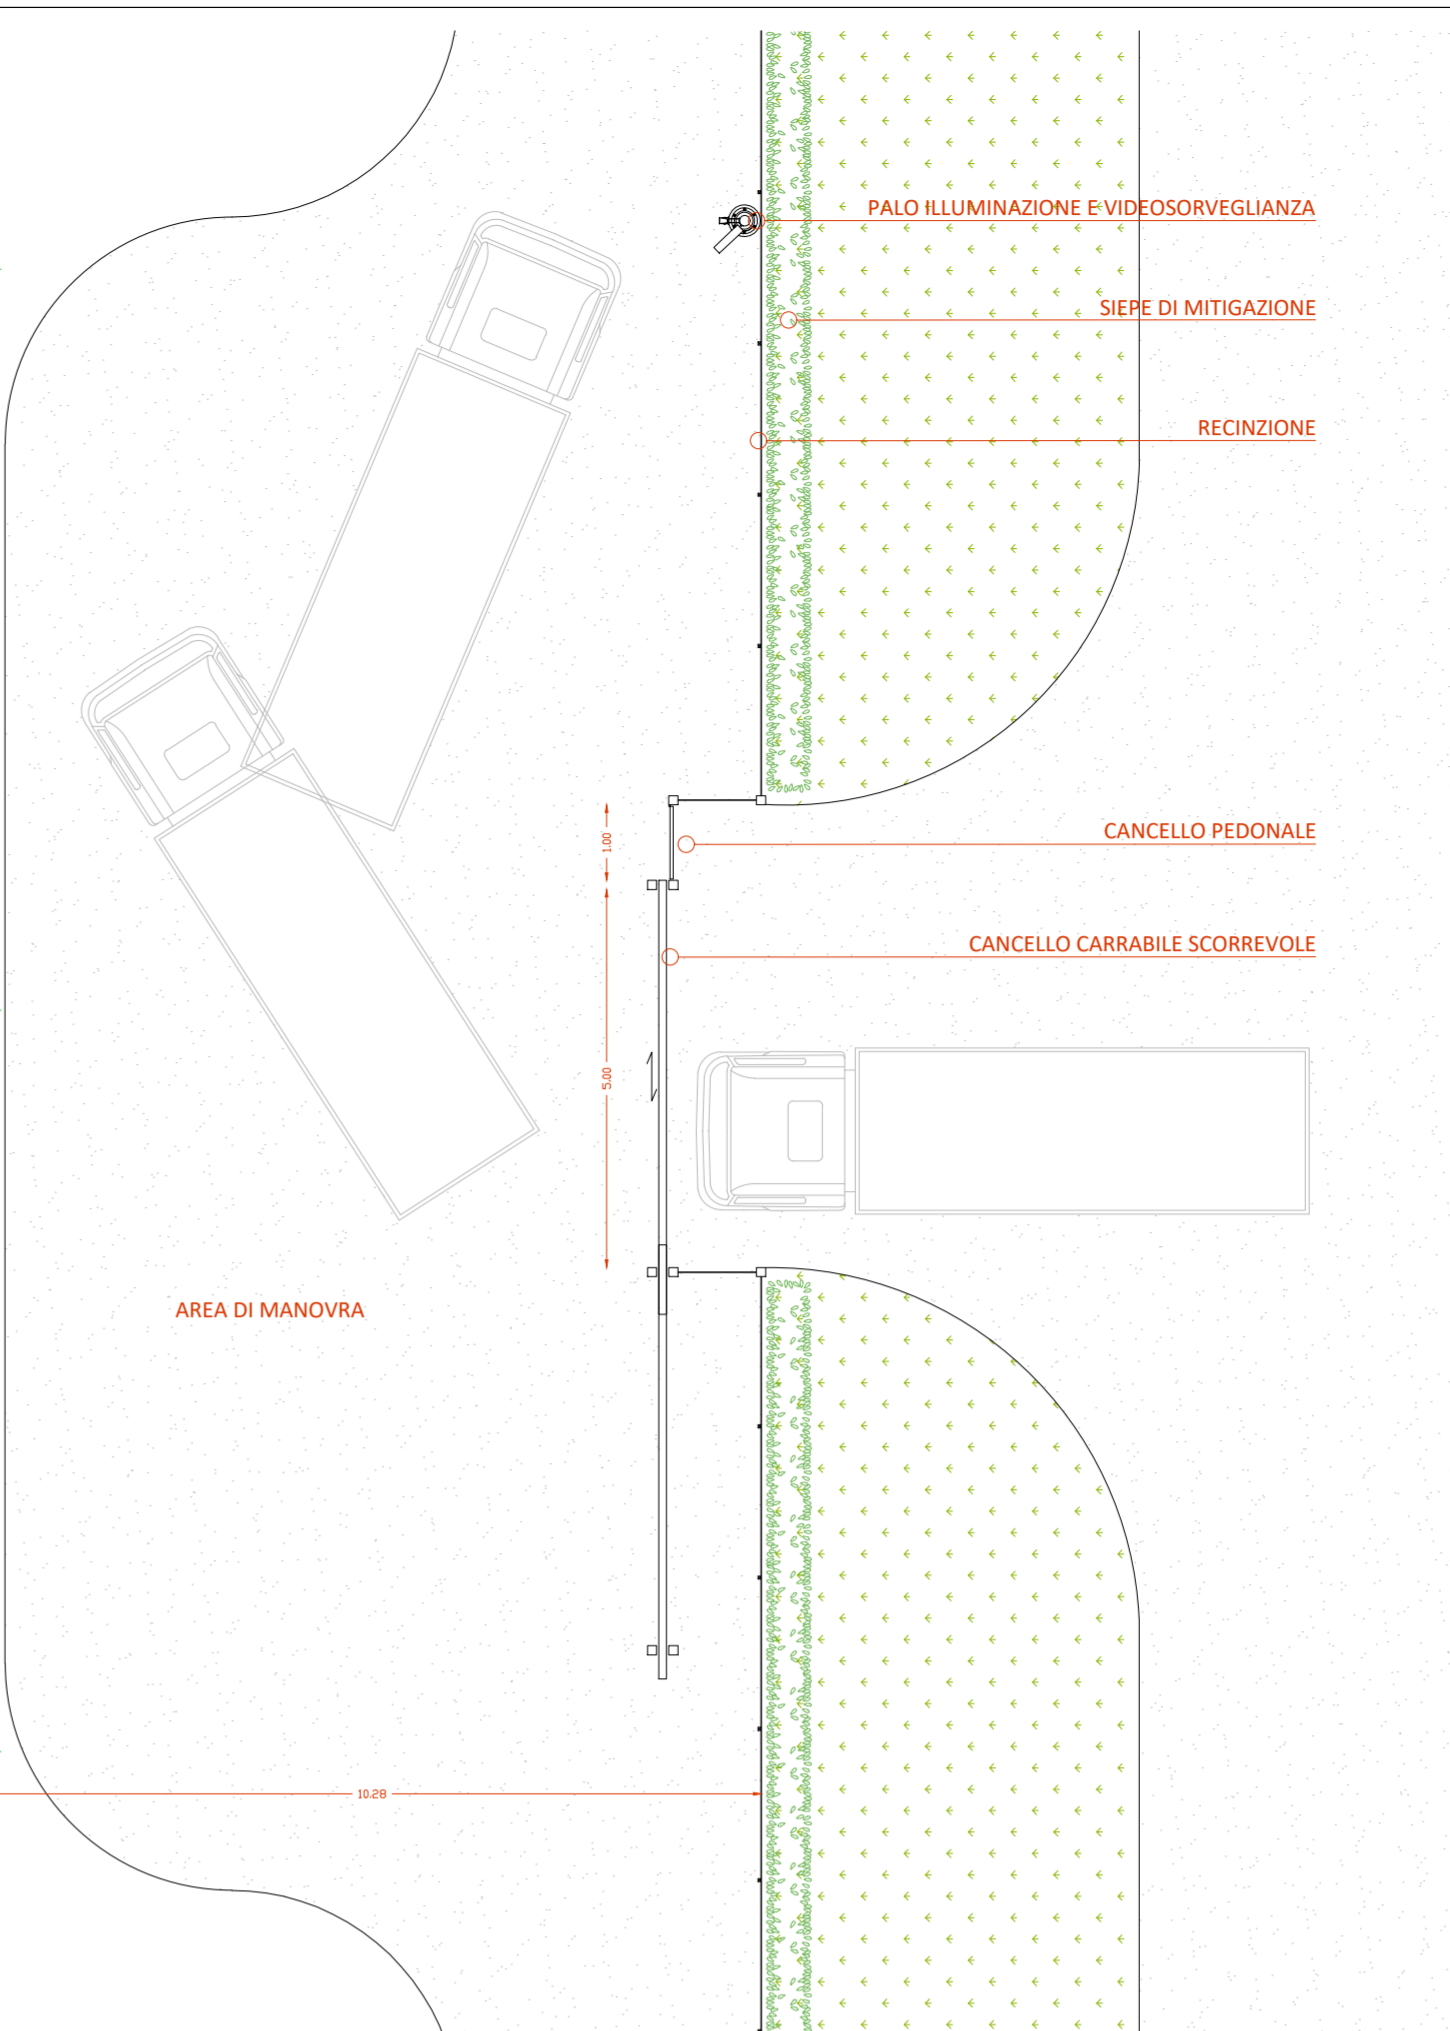 PALO ILLUMINAZIONE E VIDEOSORVEGLIANZA
SIEPE DI MITIGAZIONE
RECINZIONE
CANCELLO PEDONALE
1.00
CANCELLO CARRABILE SCORREVOLE
5.00
AREA DI MANOVRA
10.28